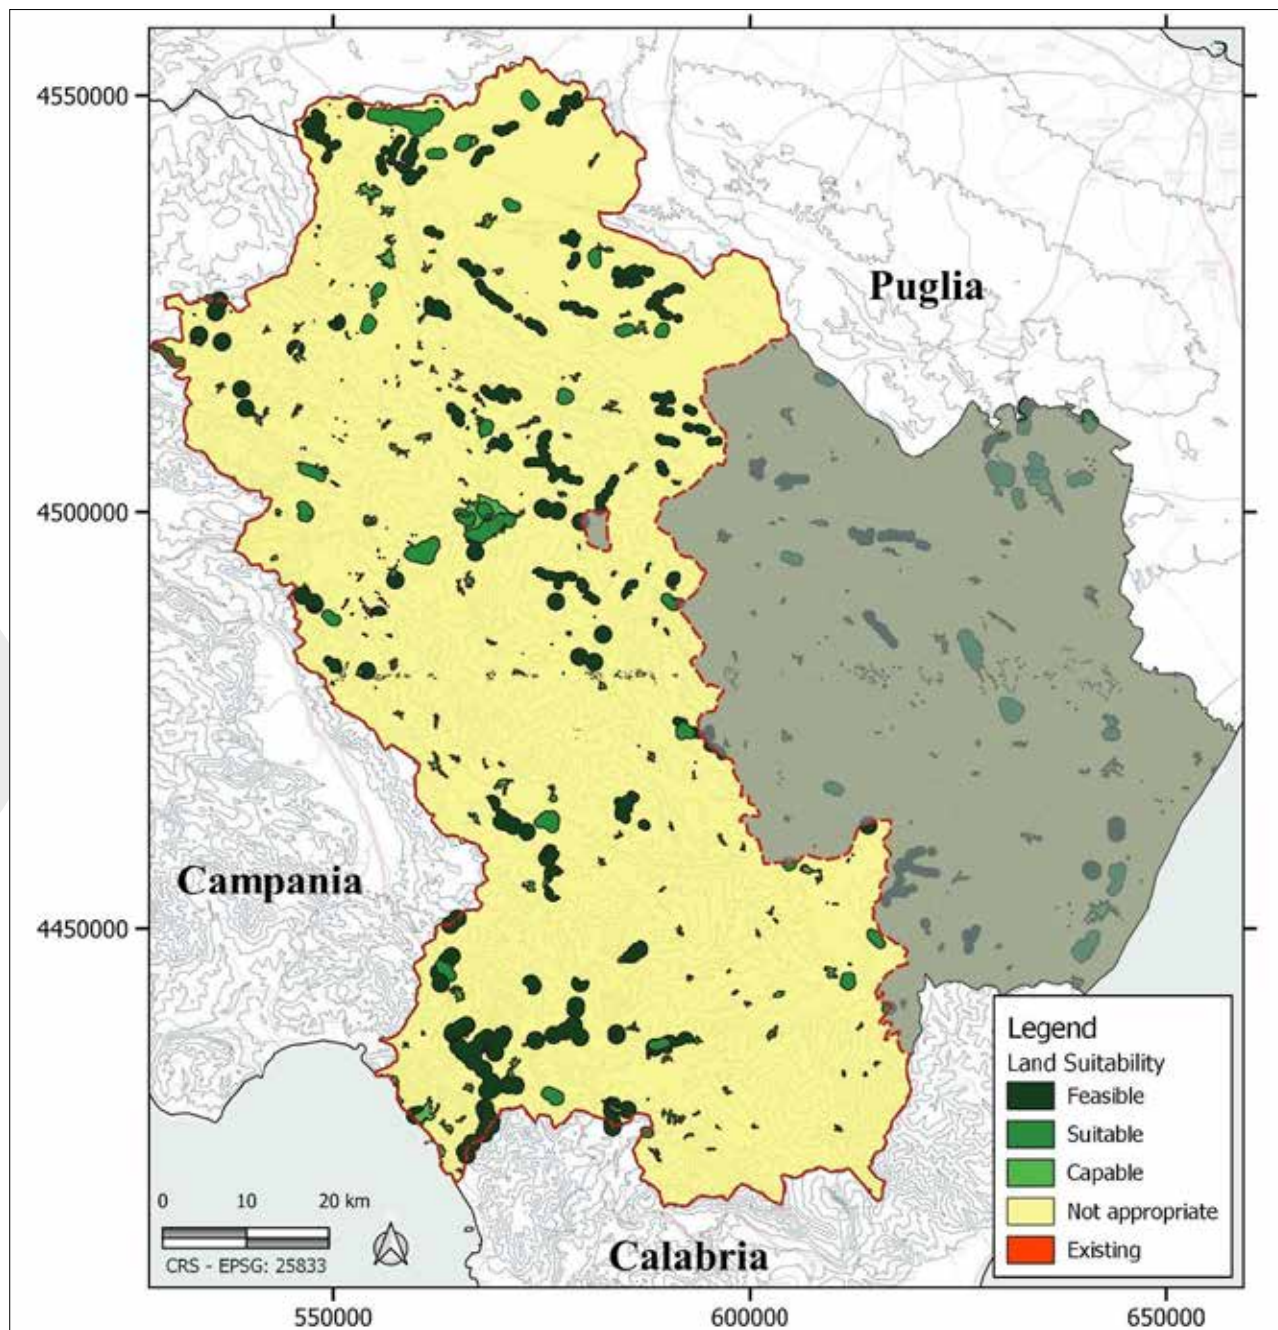 4550000
Puglia
4500000
Campania
4450000
Legend
Land Suitability
Feasible
Suitable
Capable
Not appropriate
Existing
0 10 20 km
CRS - EPSG: 25833
Calabria
550000 600000 650000